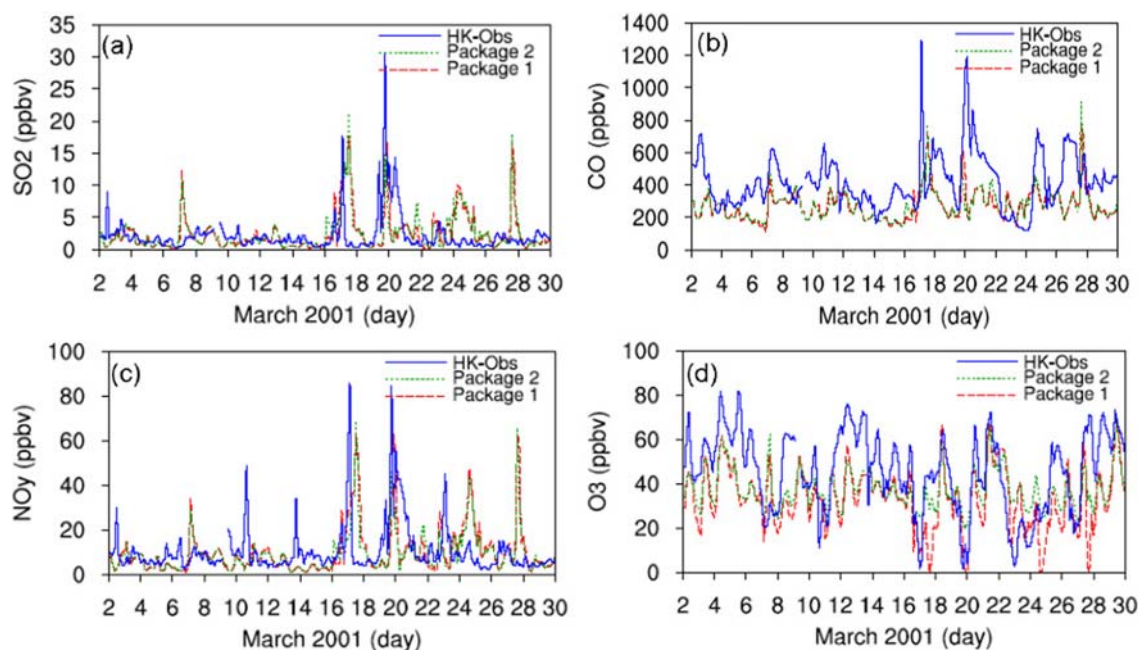 (a)
HK-Obs
Package 2
Package 1
SO2 (ppbv)
35
30
25
20
15
10
5
0
2 4 6 8 10 12 14 16 18 20 22 24 26 28 30
March 2001 (day)
(b)
HK-Obs
Package 2
Package 1
CO (ppbv)
1400
1200
1000
800
600
400
200
0
2 4 6 8 10 12 14 16 18 20 22 24 26 28 30
March 2001 (day)
(c)
HK-Obs
Package 2
Package 1
NOy (ppbv)
100
80
60
40
20
0
2 4 6 8 10 12 14 16 18 20 22 24 26 28 30
March 2001 (day)
(d)
HK-Obs
Package 2
Package 1
O3 (ppbv)
100
80
60
40
20
0
2 4 6 8 10 12 14 16 18 20 22 24 26 28 30
March 2001 (day)